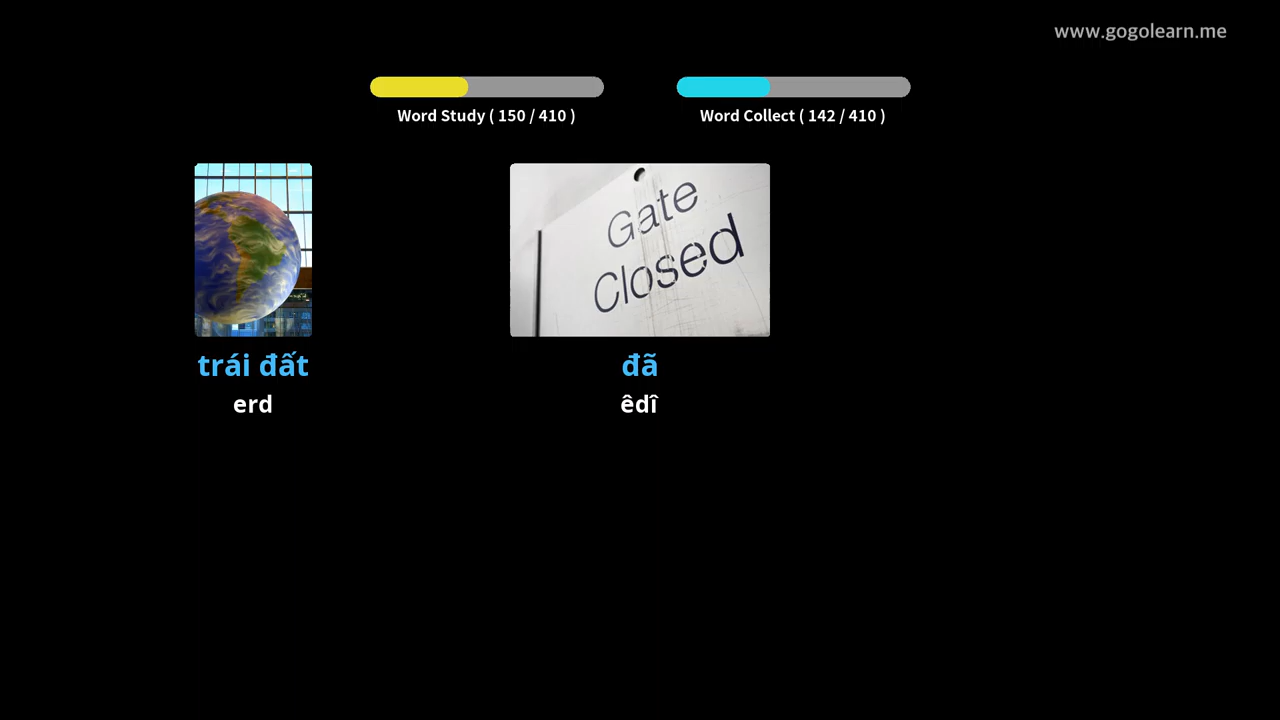 www.gogolearn.me
Word Study ( 150 / 410 )
Word Collect ( 142 / 410 )
Gate
Closed
trái đất
đã
erd
êdî